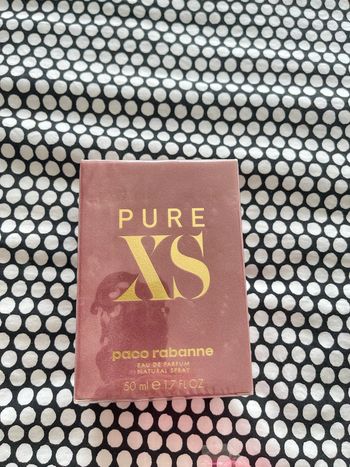 PURE
XS
paco rabanne
EAU DE PARFUM
NATURAL SPRAY
50 ml e 1.7 FL OZ